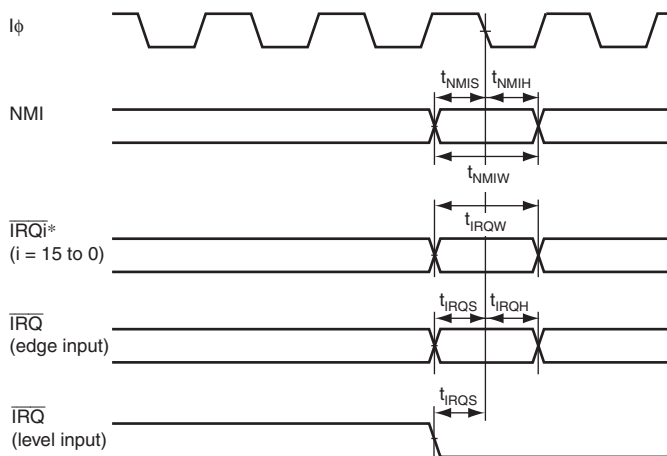 Iϕ
tNMIS tNMIH
NMI
tNMIW
IRQi*
(i = 15 to 0)
tIRQW
tIRQS tIRQH
IRQ
(edge input)
tIRQS
IRQ
(level input)